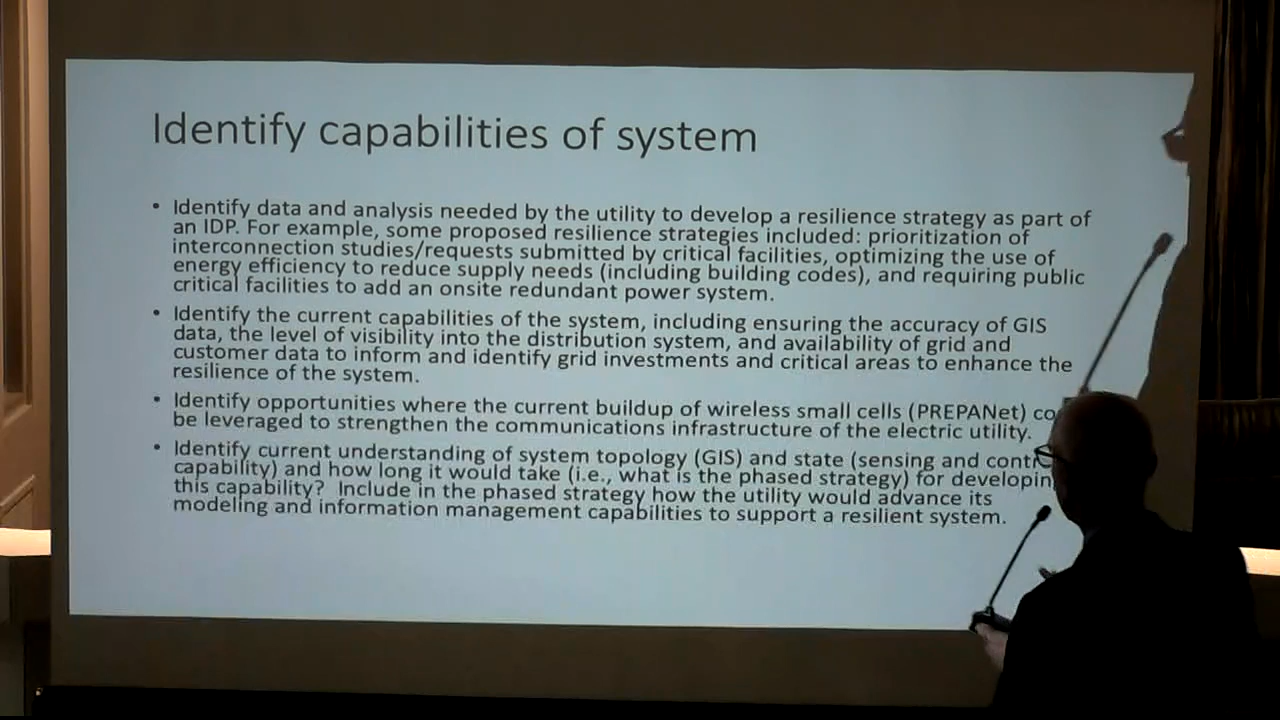 Identify capabilities of system
• Identify data and analysis needed by the utility to develop a resilience strategy as part of
an IDP. For example, some proposed resilience strategies included: prioritization of
interconnection studies/requests submitted by critical facilities, optimizing the use of
energy efficiency to reduce supply needs (including building codes), and requiring public
critical facilities to add an onsite redundant power system.
• Identify the current capabilities of the system, including ensuring the accuracy of GIS
data, the level of visibility into the distribution system, and availability of grid and
customer data to inform and identify grid investments and critical areas to enhance the
resilience of the system.
• Identify opportunities where the current buildup of wireless small cells (PREPANet)
be leveraged to strengthen the communications infrastructure of the electric utility.
• Identify current understanding of system topology (GIS) and state (sensing and
capability) and how long it would take (i.e., what is the phased strategy) for
this capability? Include in the phased strategy how the utility would advance its
modeling and information management capabilities to support a resilient system.